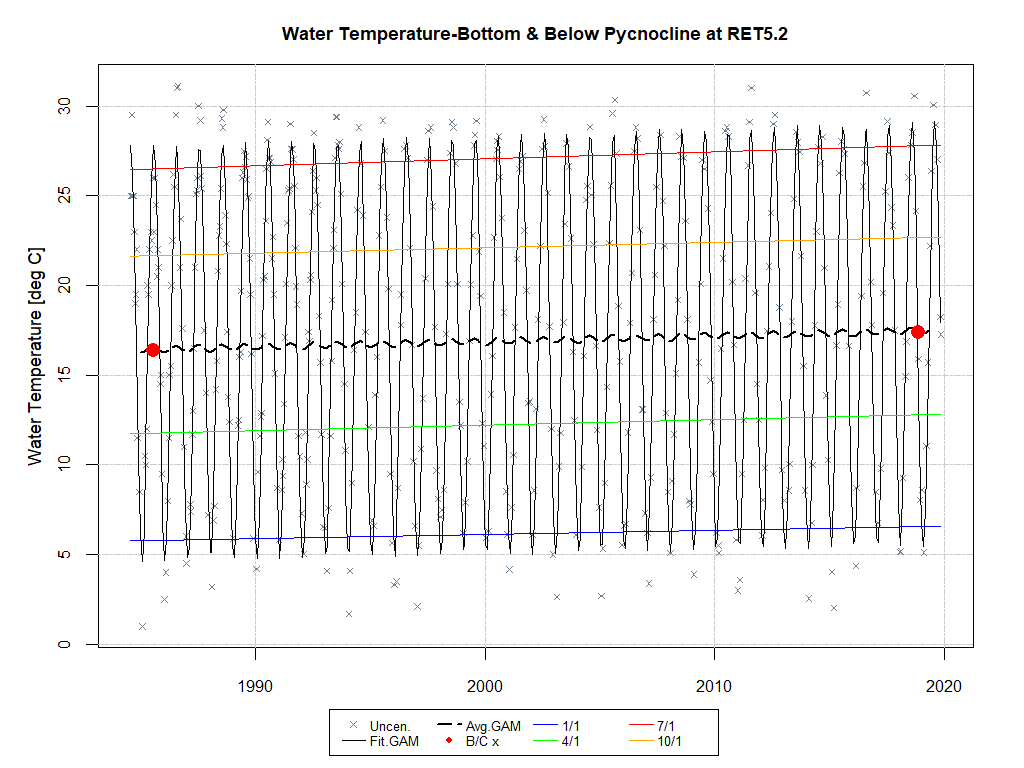 Water Temperature-Bottom & Below Pycnocline at RET5.2
Water Temperature [deg C]
30
25
20
15
10
5
0
1990 2000 2010 2020
Uncen. Avg.GAM 1/1 7/1
Fit.GAM B/C x 4/1 10/1